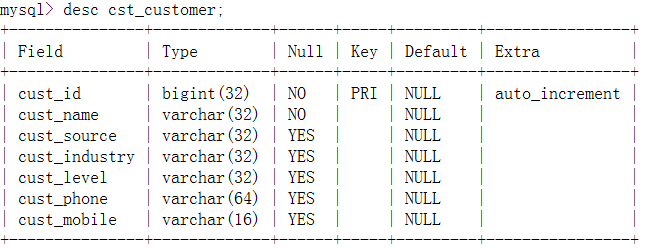 mysql> desc cst_customer;
+---------------+-------------+------+-----+---------+----------------+
| Field         | Type        | Null | Key | Default | Extra          |
+---------------+-------------+------+-----+---------+----------------+
| cust_id       | bigint(32)  | NO   | PRI | NULL    | auto_increment |
| cust_name     | varchar(32) | NO   |     | NULL    |                |
| cust_source   | varchar(32) | YES  |     | NULL    |                |
| cust_industry | varchar(32) | YES  |     | NULL    |                |
| cust_level    | varchar(32) | YES  |     | NULL    |                |
| cust_phone    | varchar(64) | YES  |     | NULL    |                |
| cust_mobile   | varchar(16) | YES  |     | NULL    |                |
+---------------+-------------+------+-----+---------+----------------+